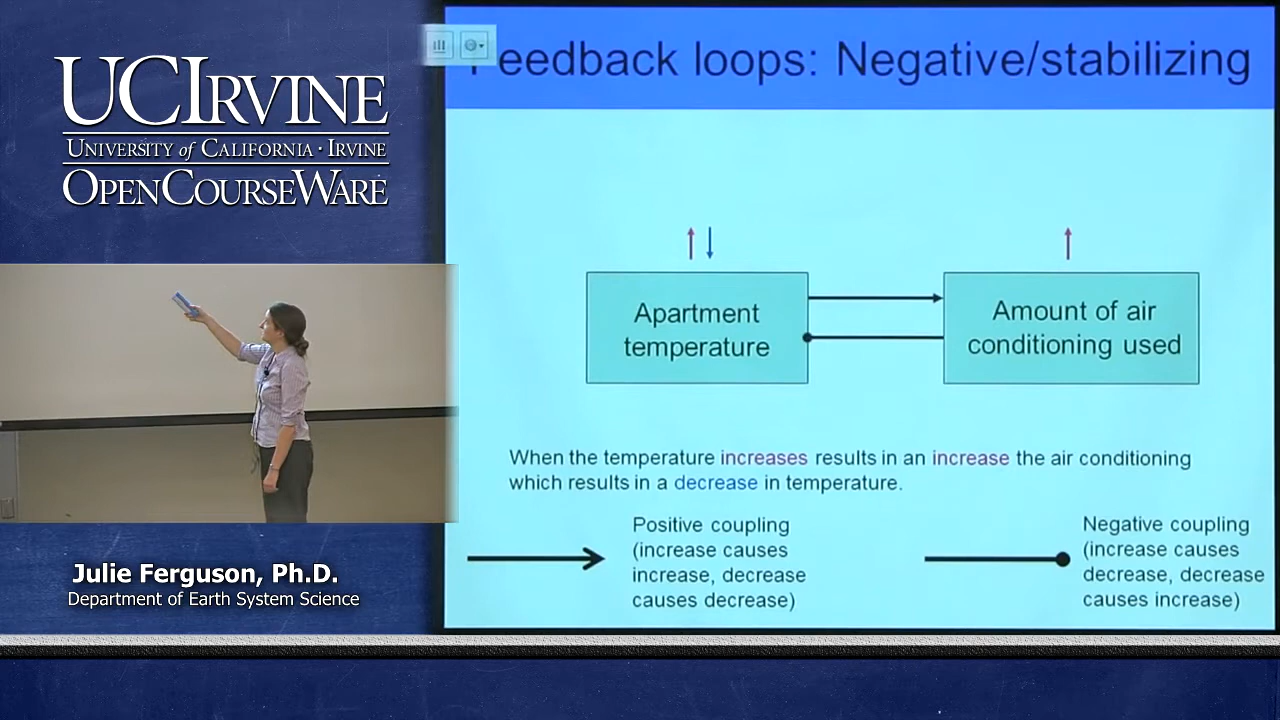 UCIRVINE
UNIVERSITY of CALIFORNIA · IRVINE
OPENCOURSEWARE
Feedback loops: Negative/stabilizing
Apartment
temperature
Amount of air
conditioning used
When the temperature increases results in an increase the air conditioning
which results in a decrease in temperature.
Positive coupling
(increase causes
increase, decrease
causes decrease)
Negative coupling
(increase causes
decrease, decrease
causes increase)
Julie Ferguson, Ph.D.
Department of Earth System Science